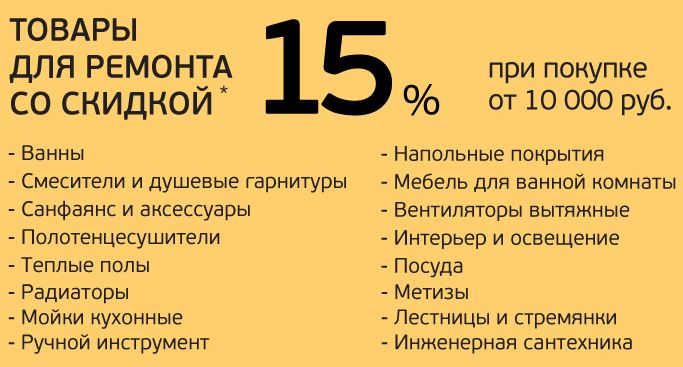 ТОВАРЫ
ДЛЯ РЕМОНТА
СО СКИДКОЙ*
15%
при покупке
от 10 000 руб.
- Ванны
- Смесители и душевые гарнитуры
- Санфаянс и аксессуары
- Полотенцесушители
- Теплые полы
- Радиаторы
- Мойки кухонные
- Ручной инструмент
- Напольные покрытия
- Мебель для ванной комнаты
- Вентиляторы вытяжные
- Интерьер и освещение
- Посуда
- Метизы
- Лестницы и стремянки
- Инженерная сантехника